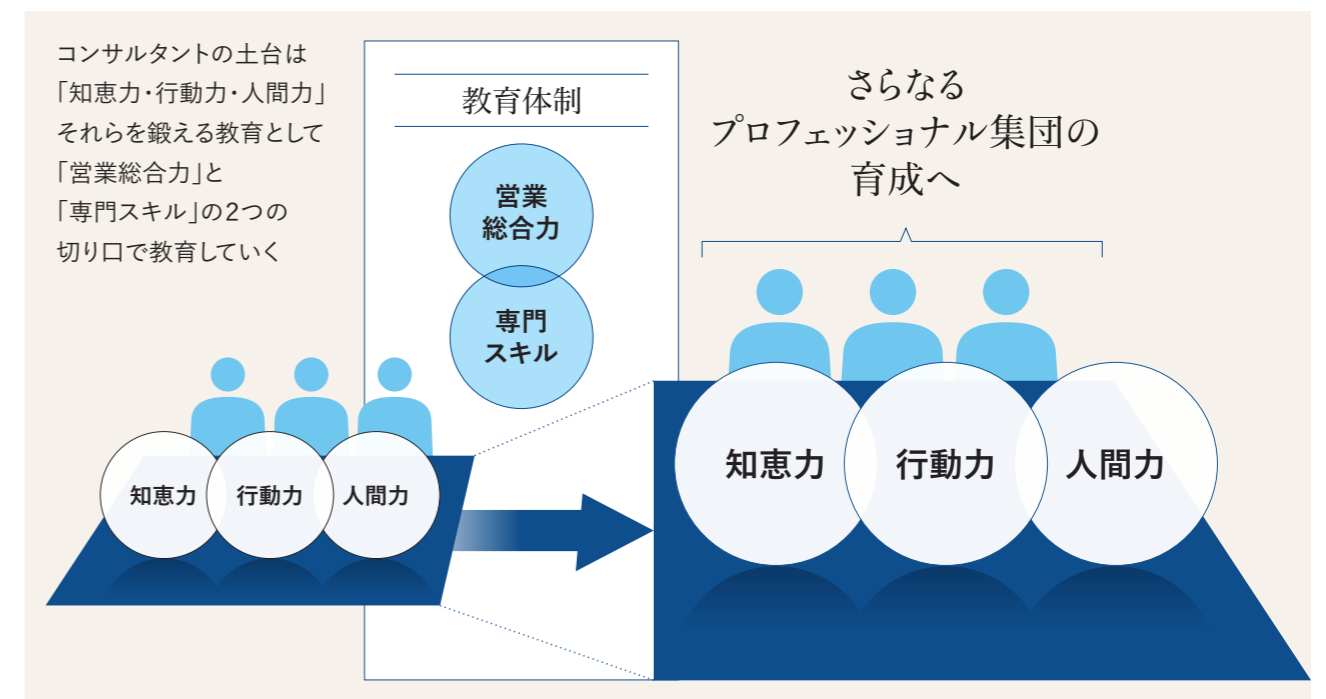 コンサルタントの土台は
「知恵力・行動力・人間力」
それらを鍛える教育として
「営業総合力」と
「専門スキル」の2つの
切り口で教育していく
教育体制
営業
総合力
専門
スキル
さらなる
プロフェッショナル集団の
育成へ
知恵力
行動力
人間力
知恵力
行動力
人間力